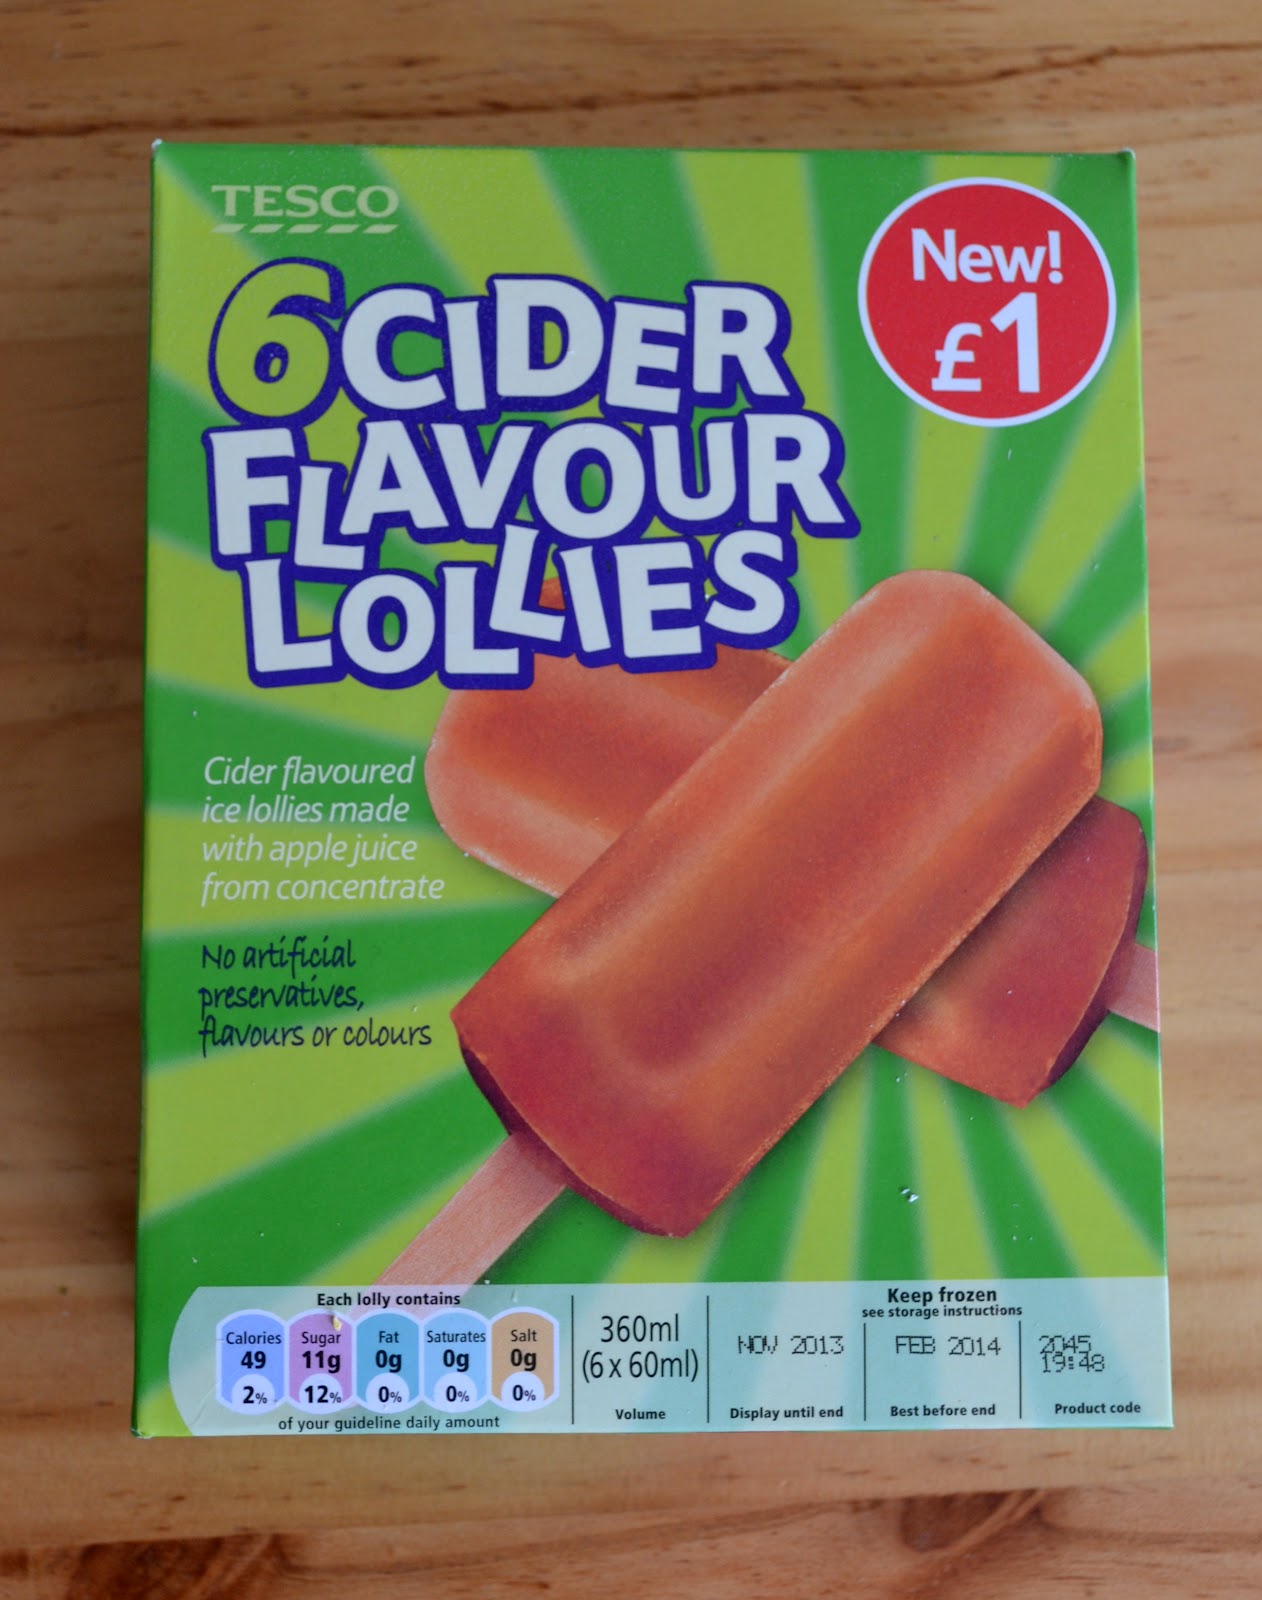 TESCO
New!
£1
6 CIDER
FLAVOUR
LOLLIES
Cider flavoured
ice lollies made
with apple juice
from concentrate
No artificial
preservatives,
flavours or colours
Each lolly contains
Calories 49 2%
Sugar 11g 12%
Fat 0g 0%
Saturates 0g 0%
Salt 0g 0%
of your guideline daily amount
360ml
(6 x 60ml)
Volume
Keep frozen
see storage instructions
NOV 2013
Display until end
FEB 2014
Best before end
2045
19:48
Product code